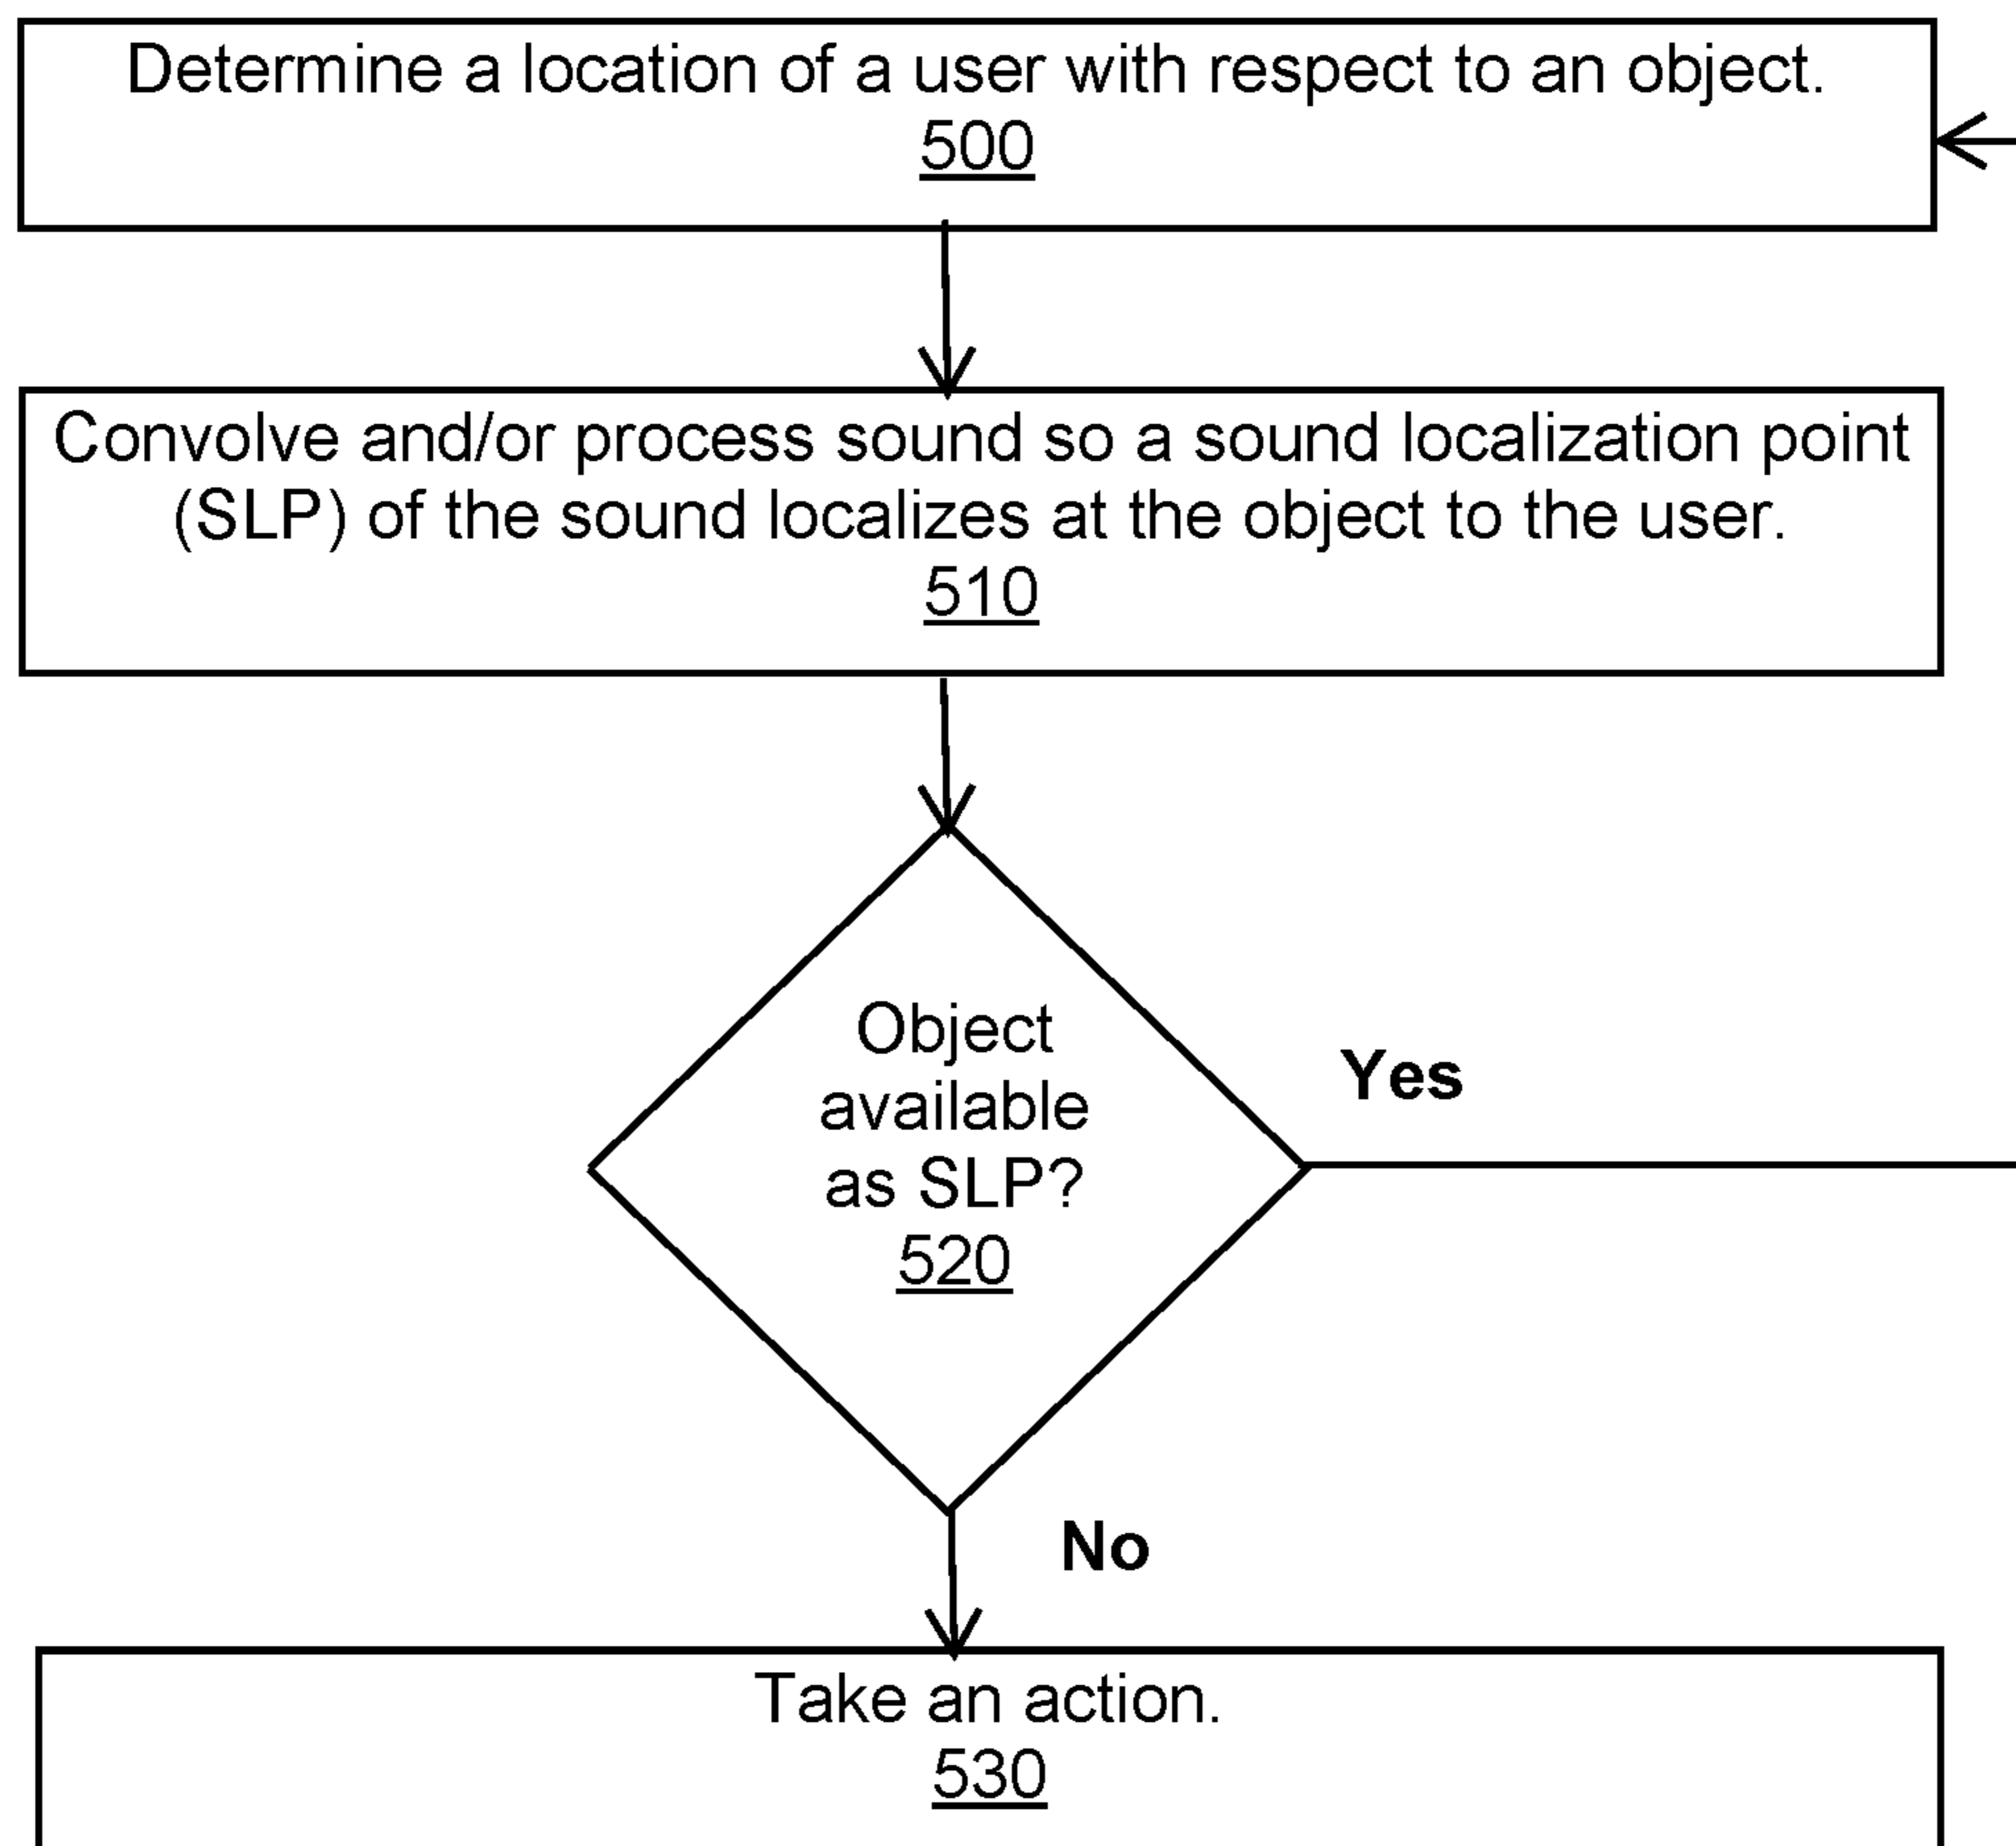 Determine a location of a user with respect to an object.
500
Convolve and/or process sound so a sound localization point
(SLP) of the sound localizes at the object to the user.
510
Object
available
as SLP?
520
Yes
No
Take an action.
530